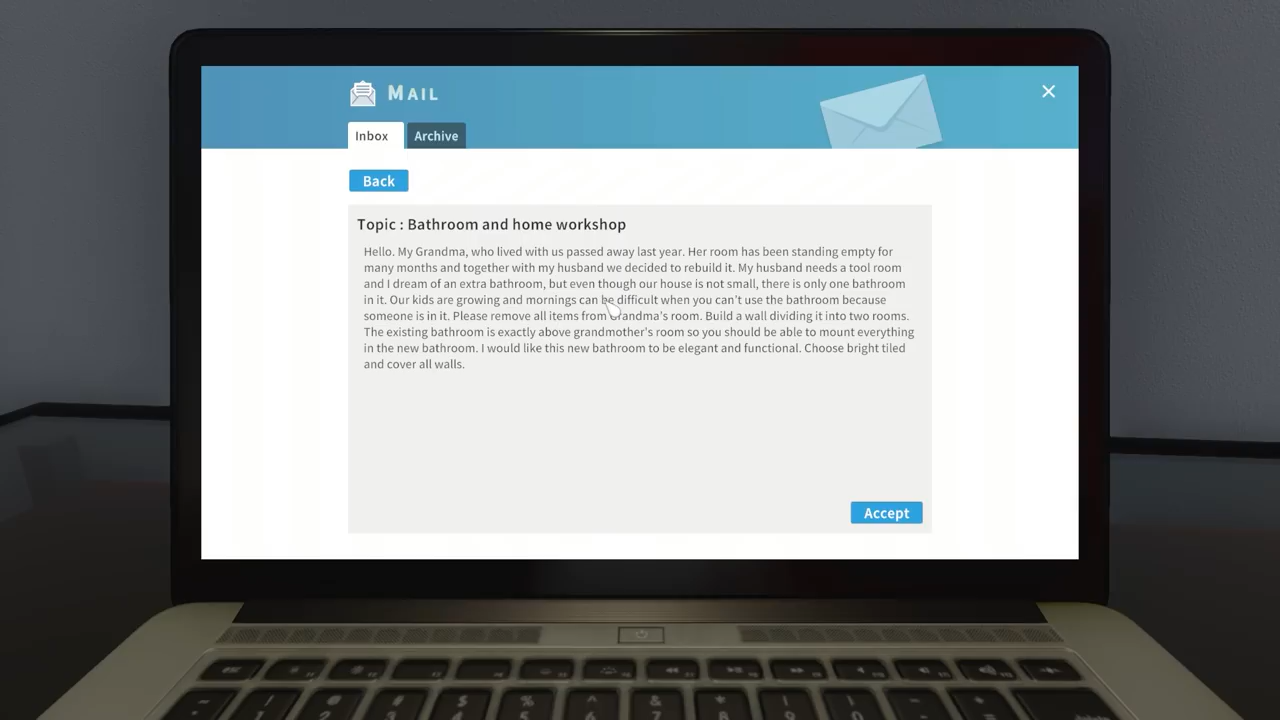 Mail
Inbox
Archive
Back
Topic : Bathroom and home workshop
Hello. My Grandma, who lived with us passed away last year. Her room has been standing empty for
many months and together with my husband we decided to rebuild it. My husband needs a tool room
and I dream of an extra bathroom, but even though our house is not small, there is only one bathroom
in it. Our kids are growing and mornings can be difficult when you can't use the bathroom because
someone is in it. Please remove all items from Grandma's room. Build a wall dividing it into two rooms.
The existing bathroom is exactly above grandmother's room so you should be able to mount everything
in the new bathroom. I would like this new bathroom to be elegant and functional. Choose bright tiled
and cover all walls.
Accept